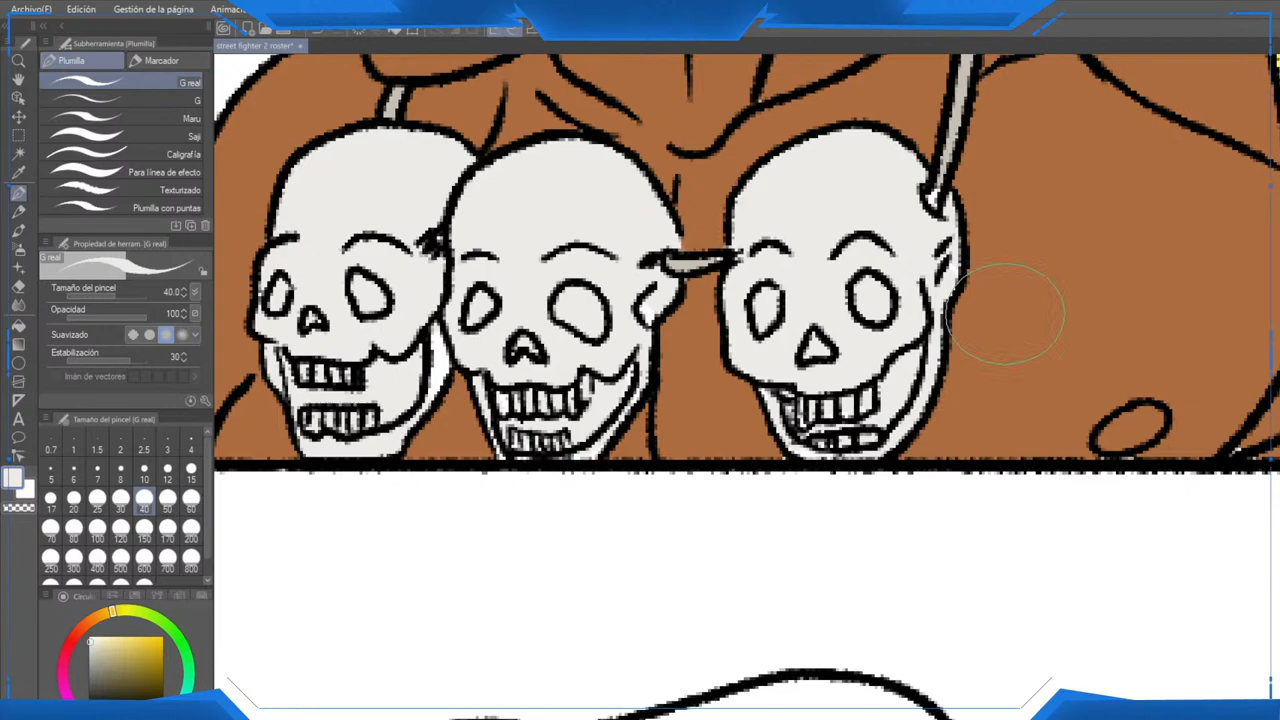 Archivo(F) Edición Gestión de la página Animació
Subherramienta [Plumilla]
street fighter 2 roster*
Plumilla Marcador
G real
G
Maru
Saji
Caligrafía
Para línea de efecto
Texturizado
Plumilla con puntas
Propiedad de herram. [G real]
G real
Tamaño del pincel 40.0
Opacidad 100
Suavizado
Estabilización 30
Imán de vectores
Tamaño del pincel [G real]
0.7 1 1.5 2 2.5 3 4
5 6 7 8 10 12 15
17 20 25 30 40 50 60
70 80 100 120 150 170 200
250 300 400 500 600 700 800
Círculo